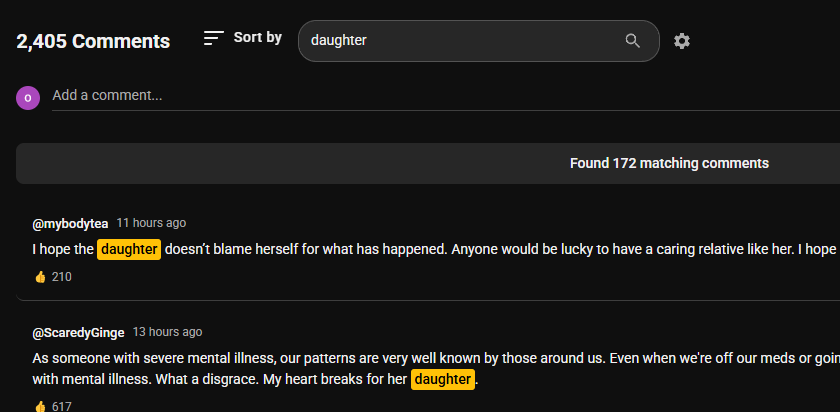 2,405 Comments
Sort by
daughter
O
Add a comment...
Found 172 matching comments
@mybodytea 11 hours ago
I hope the daughter doesn't blame herself for what has happened. Anyone would be lucky to have a caring relative like her. I hope
210
@ScaredyGinge 13 hours ago
As someone with severe mental illness, our patterns are very well known by those around us. Even when we're off our meds or goin
with mental illness. What a disgrace. My heart breaks for her daughter.
617